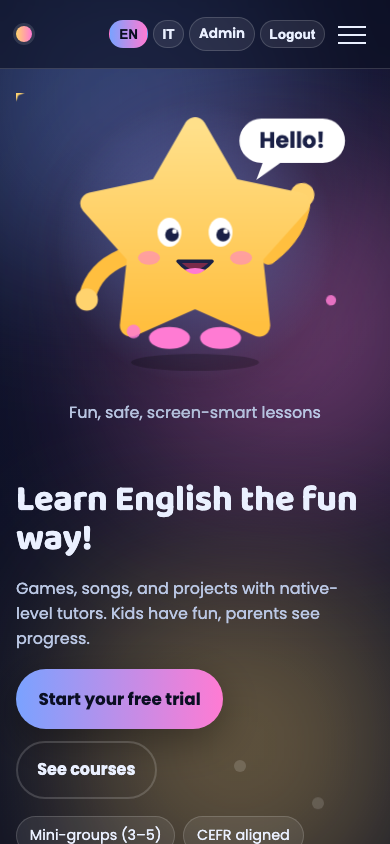 EN IT Admin Logout
Hello!
Fun, safe, screen-smart lessons
Learn English the fun
way!
Games, songs, and projects with native-
level tutors. Kids have fun, parents see
progress.
Start your free trial
See courses
Mini-groups (3–5) CEFR aligned